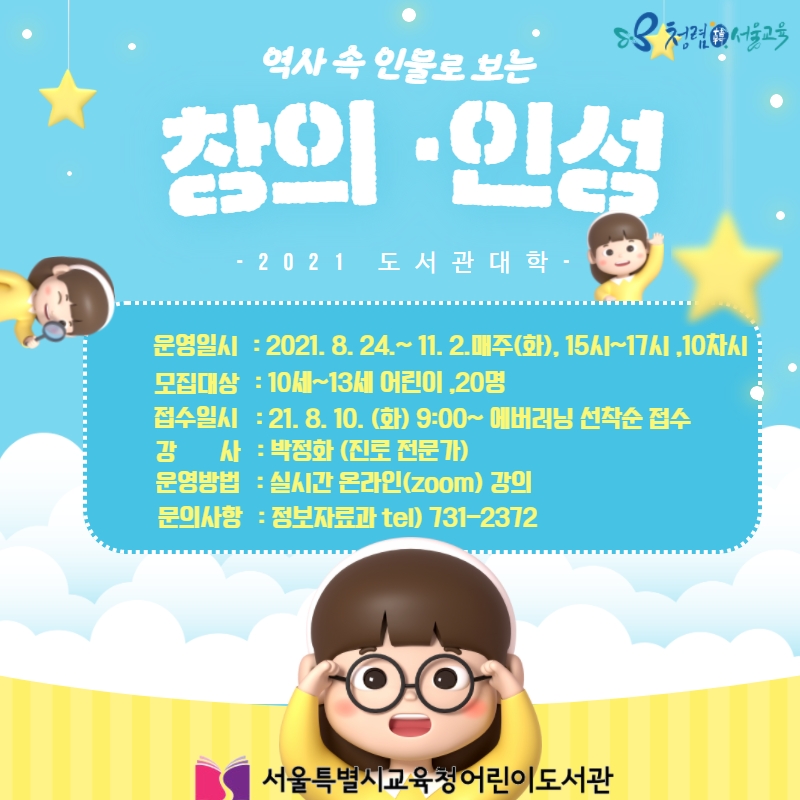 청렴 서울교육
역사 속 인물로 보는
창의·인성
-2021 도서관대학-
운영일시 : 2021. 8. 24.~ 11. 2.매주(화), 15시~17시 ,10차시
모집대상 : 10세~13세 어린이 ,20명
접수일시 : 21. 8. 10. (화) 9:00~ 에버러닝 선착순 접수
강 사 : 박정화 (진로 전문가)
운영방법 : 실시간 온라인(zoom) 강의
문의사항 : 정보자료과 tel) 731-2372
서울특별시교육청어린이도서관